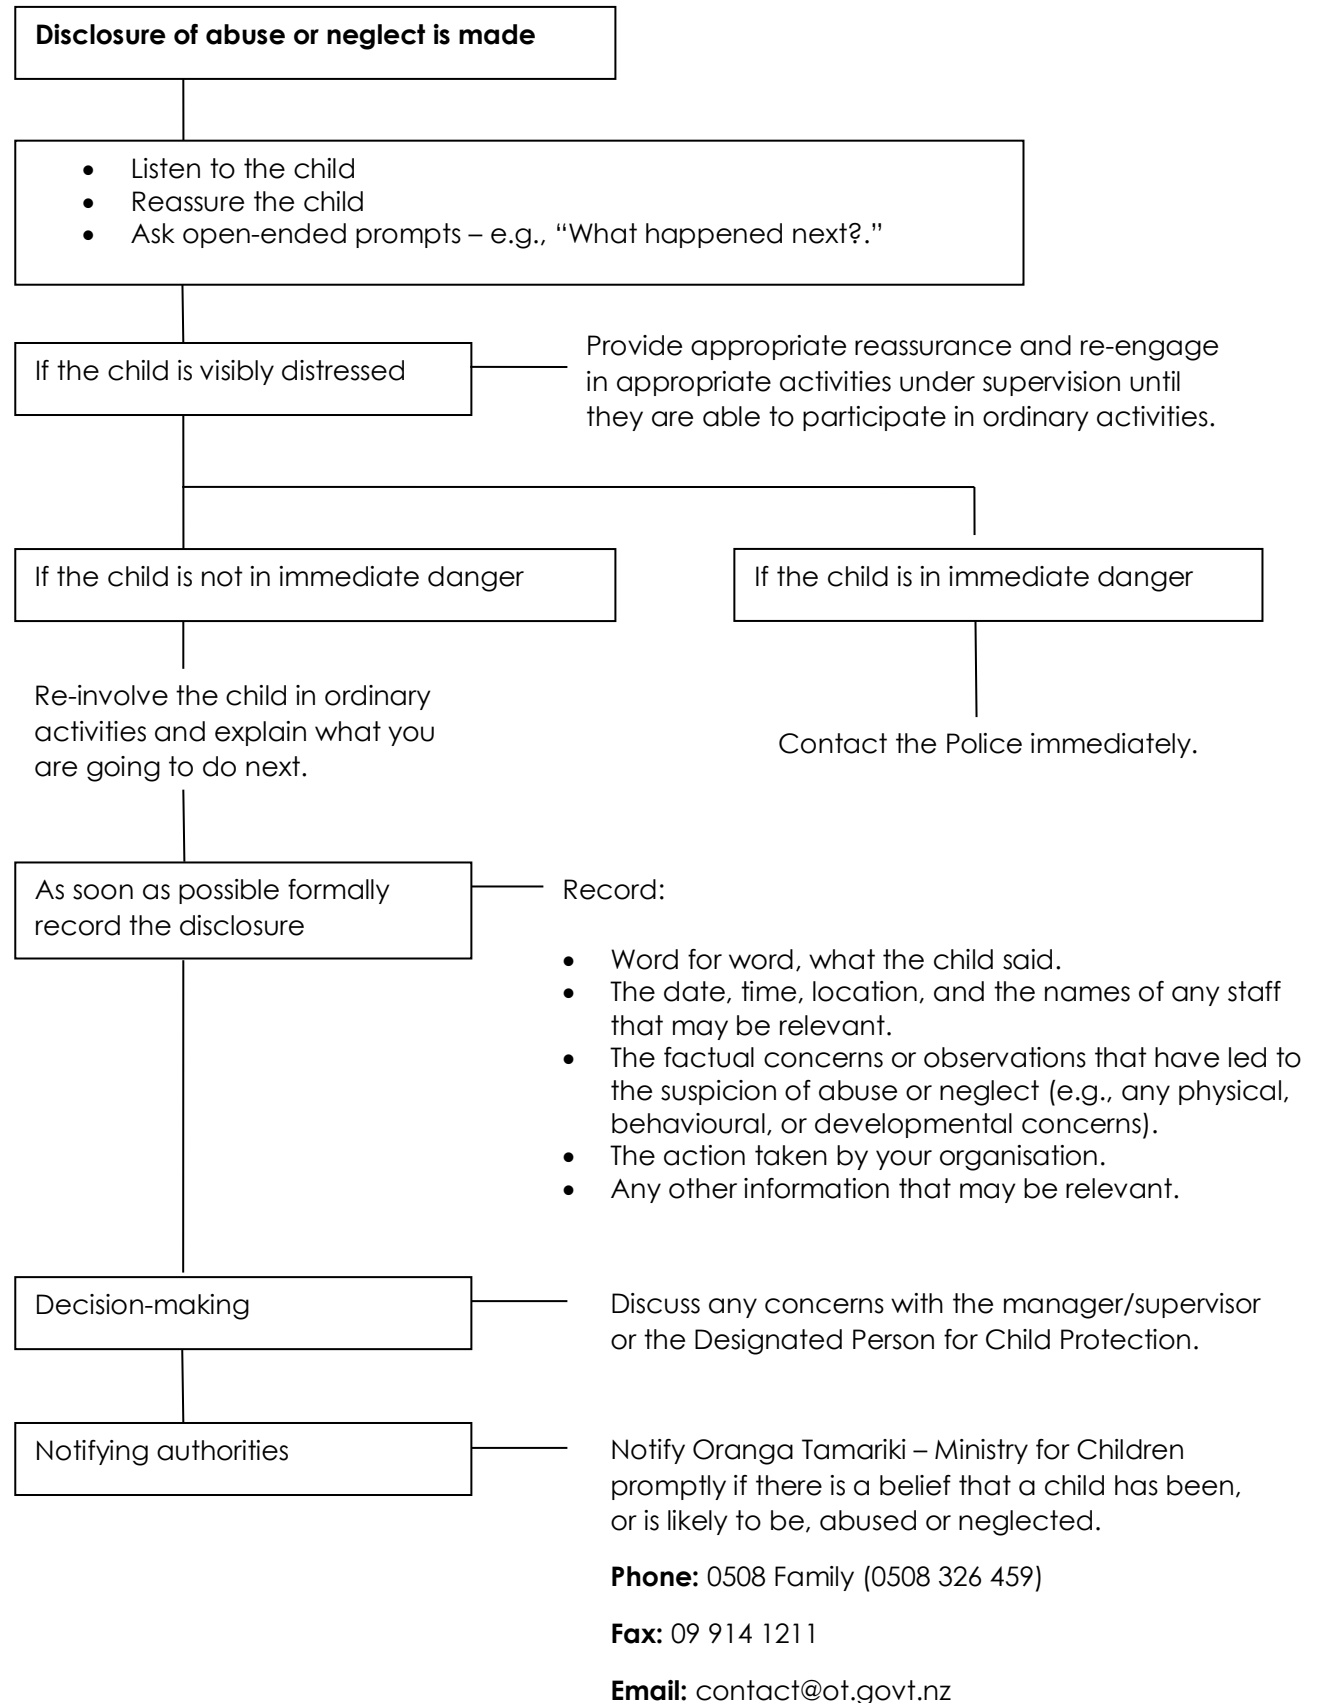 Disclosure of abuse or neglect is made
• Listen to the child
• Reassure the child
• Ask open-ended prompts – e.g., “What happened next?.”
If the child is visibly distressed
Provide appropriate reassurance and re-engage
in appropriate activities under supervision until
they are able to participate in ordinary activities.
If the child is not in immediate danger
If the child is in immediate danger
Re-involve the child in ordinary
activities and explain what you
are going to do next.
Contact the Police immediately.
As soon as possible formally
record the disclosure
Record:
• Word for word, what the child said.
• The date, time, location, and the names of any staff
that may be relevant.
• The factual concerns or observations that have led to
the suspicion of abuse or neglect (e.g., any physical,
behavioural, or developmental concerns).
• The action taken by your organisation.
• Any other information that may be relevant.
Decision-making
Discuss any concerns with the manager/supervisor
or the Designated Person for Child Protection.
Notifying authorities
Notify Oranga Tamariki – Ministry for Children
promptly if there is a belief that a child has been,
or is likely to be, abused or neglected.
Phone: 0508 Family (0508 326 459)
Fax: 09 914 1211
Email: contact@ot.govt.nz